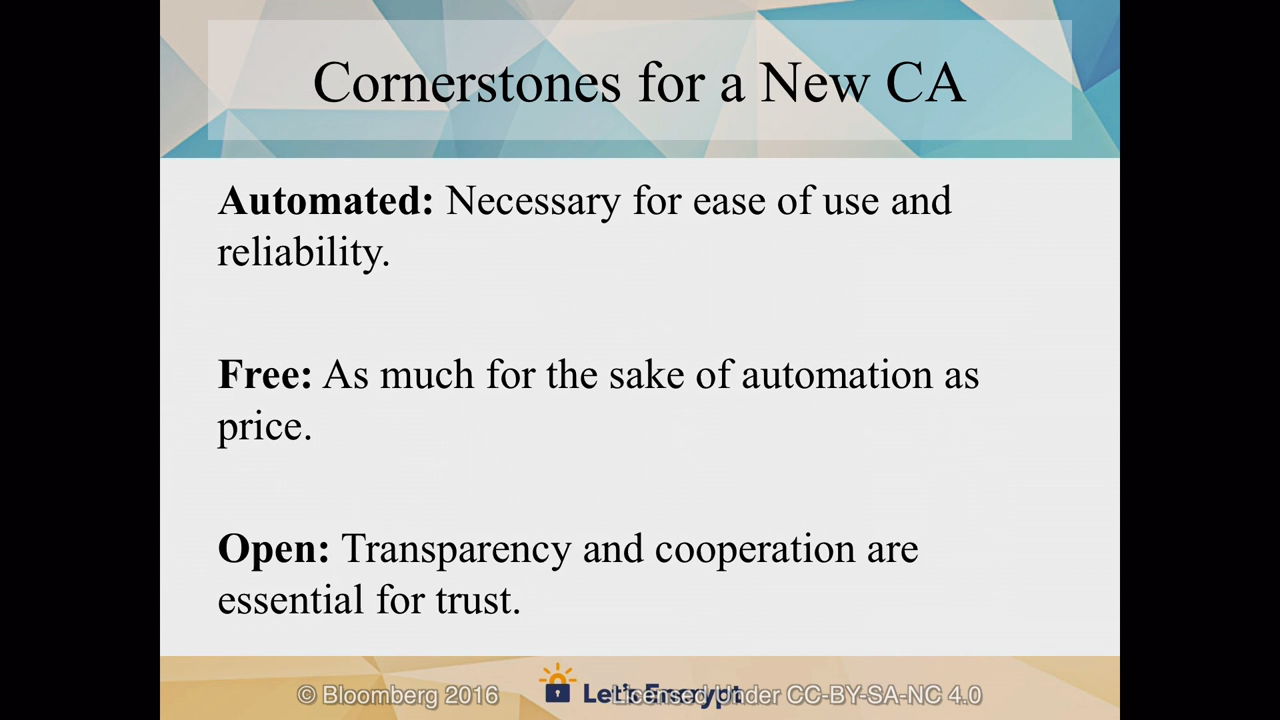 Cornerstones for a New CA
Automated: Necessary for ease of use and
reliability.
Free: As much for the sake of automation as
price.
Open: Transparency and cooperation are
essential for trust.
Let's Encrypt
© Bloomberg 2016 Licensed Under CC-BY-SA-NC 4.0